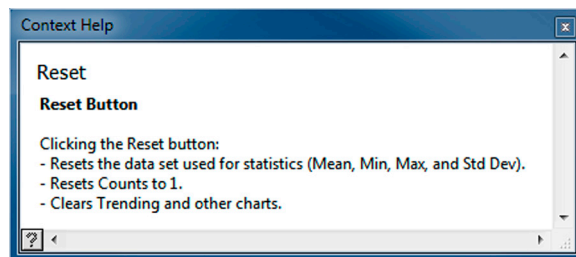 Context Help
x
Reset
Reset Button
Clicking the Reset button:
- Resets the data set used for statistics (Mean, Min, Max, and Std Dev).
- Resets Counts to 1.
- Clears Trending and other charts.
?